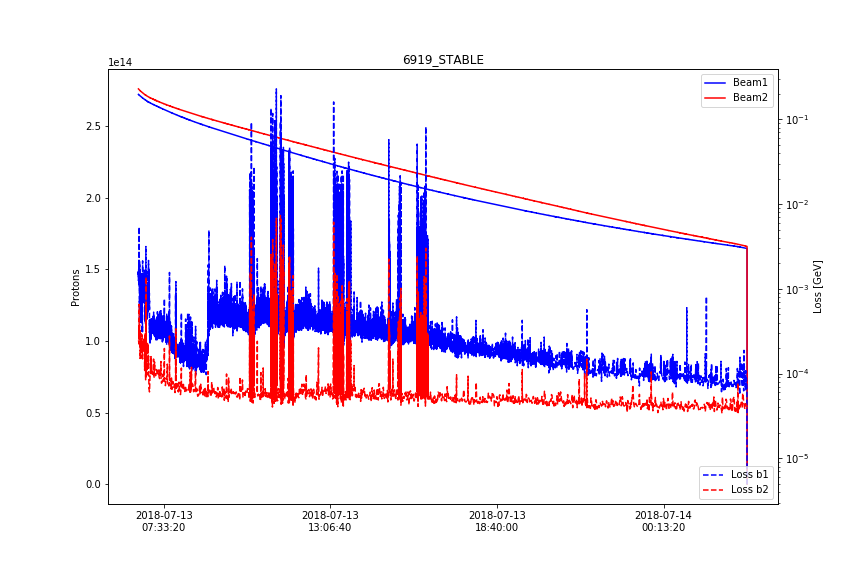 6919_STABLE
1e14
Beam1
Beam2
2.5
2.0
1.5
1.0
0.5
0.0
Protons
10⁻¹
10⁻²
10⁻³
10⁻⁴
10⁻⁵
Loss [GeV]
Loss b1
Loss b2
2018-07-13
07:33:20
2018-07-13
13:06:40
2018-07-13
18:40:00
2018-07-14
00:13:20